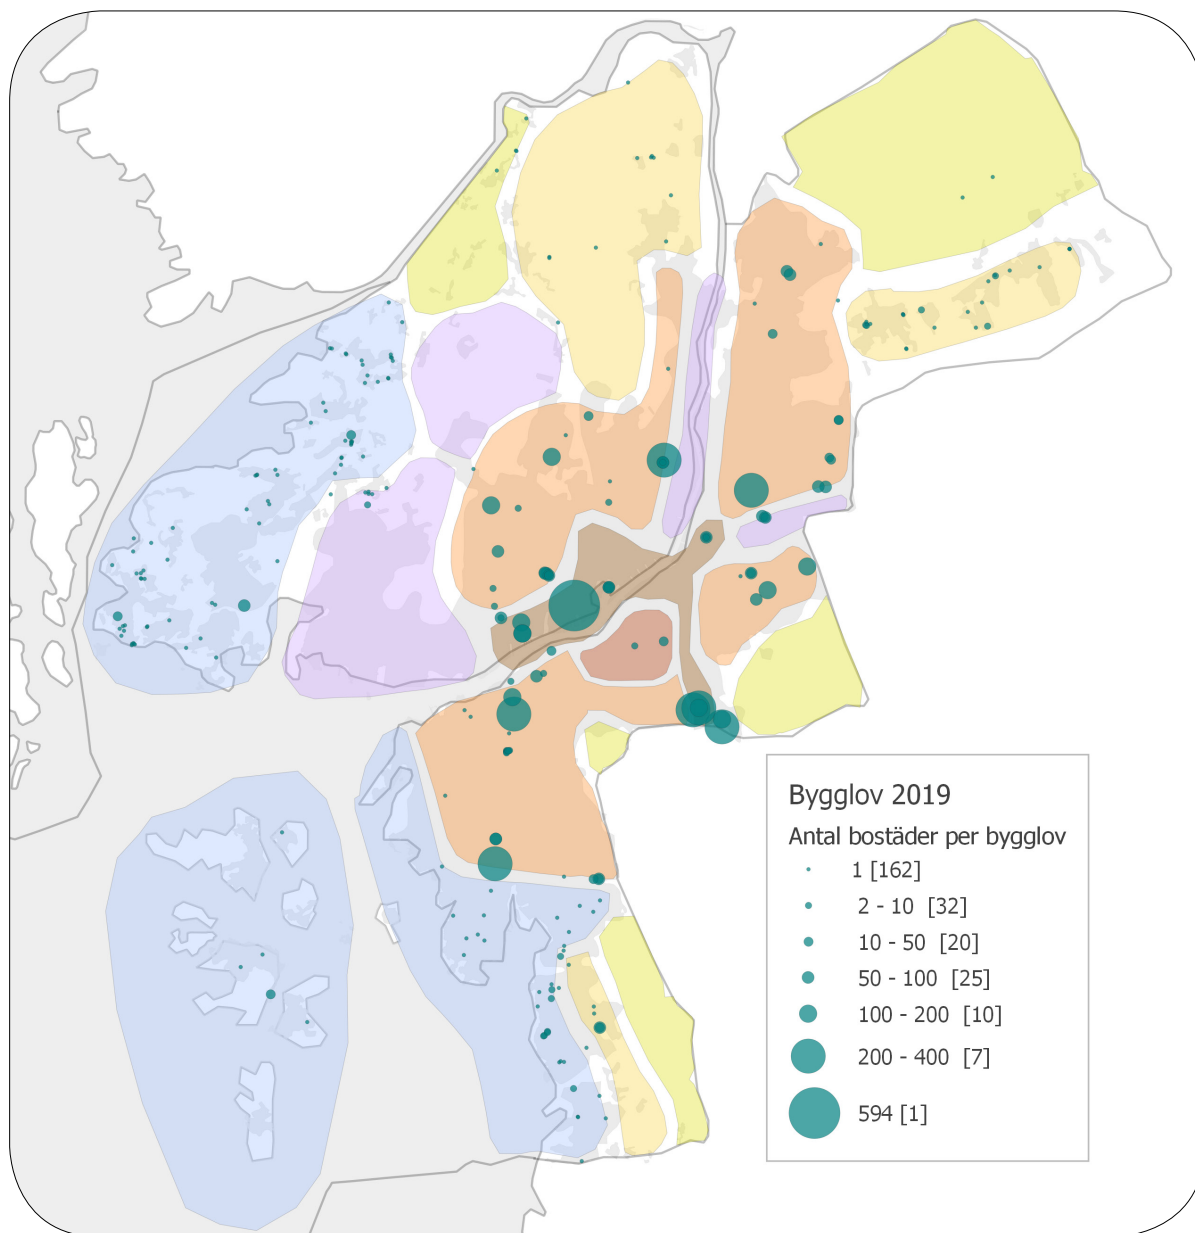 Bygglov 2019
Antal bostäder per bygglov
1 [162]
2 - 10 [32]
10 - 50 [20]
50 - 100 [25]
100 - 200 [10]
200 - 400 [7]
594 [1]